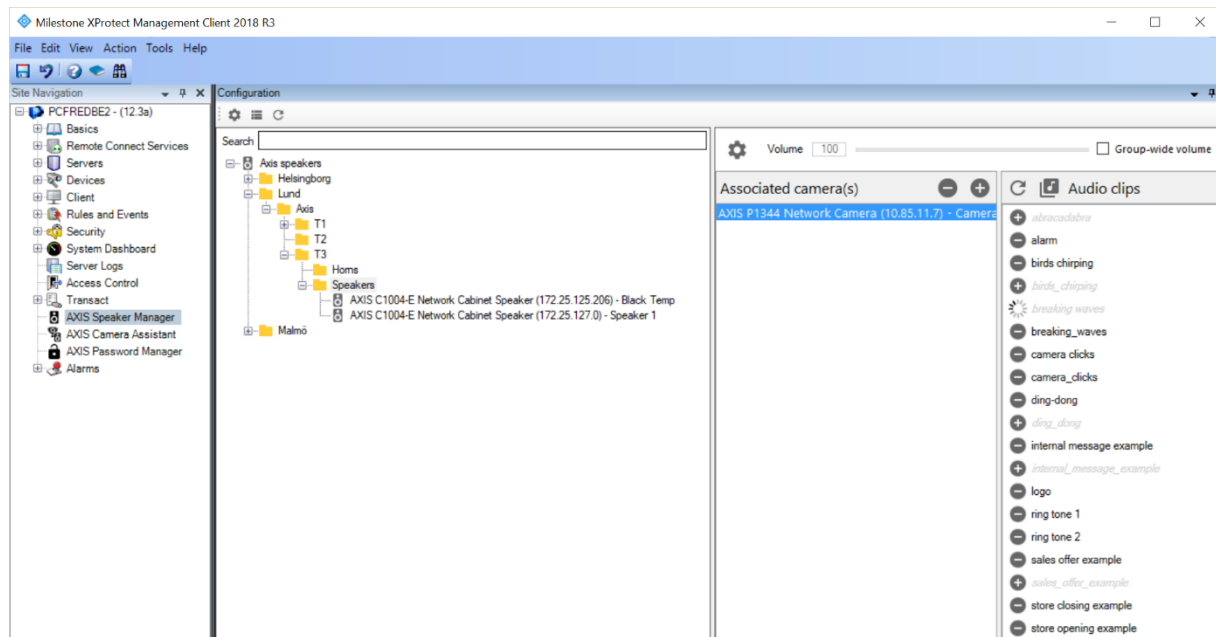 Milestone XProtect Management Client 2018 R3
File Edit View Action Tools Help
Site Navigation
PCFREDBE2 - (12.3a)
Basics
Remote Connect Services
Servers
Devices
Client
Rules and Events
Security
System Dashboard
Server Logs
Access Control
Transact
AXIS Speaker Manager
AXIS Camera Assistant
AXIS Password Manager
Alarms
Configuration
Search
Axis speakers
Helsingborg
Lund
Axis
T1
T2
T3
Horns
Speakers
AXIS C1004-E Network Cabinet Speaker (172.25.125.206) - Black Temp
AXIS C1004-E Network Cabinet Speaker (172.25.127.0) - Speaker 1
Malmö
Volume 100 Group-wide volume
Associated camera(s)
AXIS P1344 Network Camera (10.85.11.7) - Camera
Audio clips
abracadabra
alarm
birds chirping
birds_chirping
breaking waves
breaking_waves
camera clicks
camera_clicks
ding-dong
ding_dong
internal message example
internal_message_example
logo
ring tone 1
ring tone 2
sales offer example
sales_offer_example
store closing example
store opening example